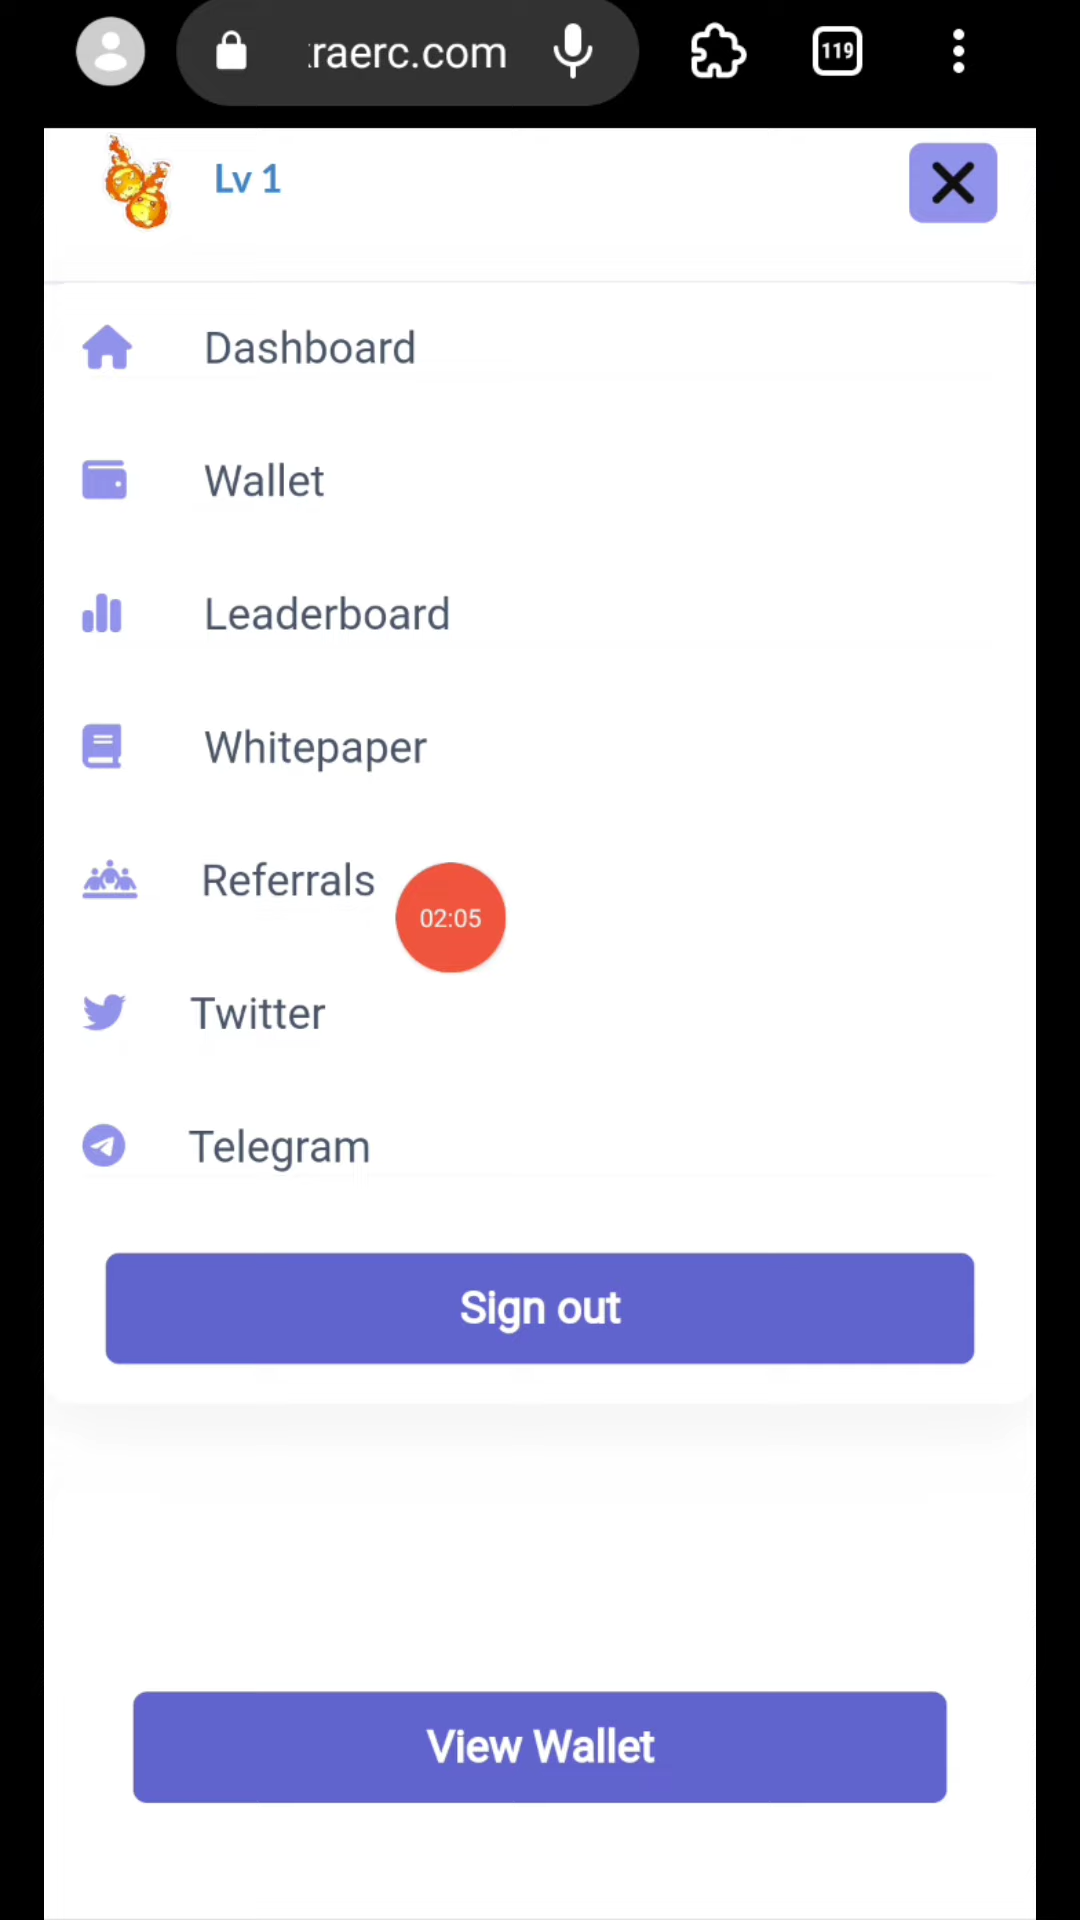 raerc.com
119
Lv 1
Dashboard
Wallet
Leaderboard
Whitepaper
Referrals
02:05
Twitter
Telegram
Sign out
View Wallet